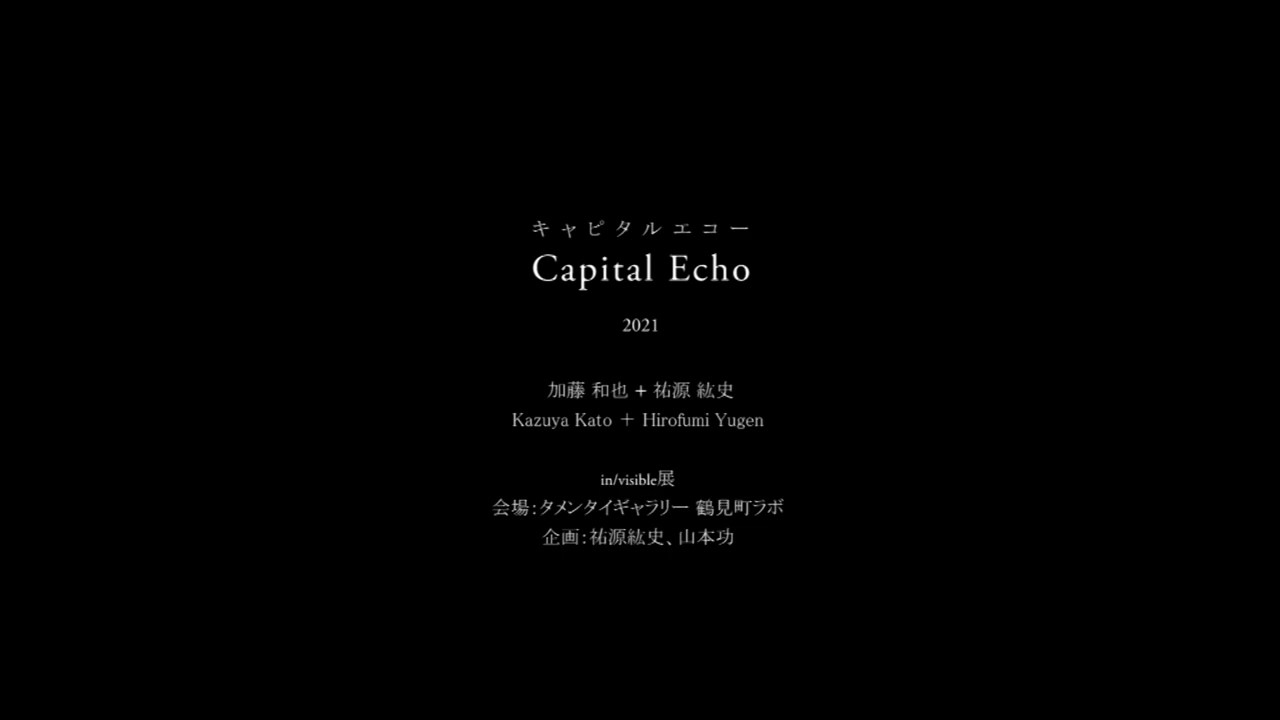 キャピタルエコー
Capital Echo
2021
加藤 和也 + 祐源 紘史
Kazuya Kato ＋ Hirofumi Yugen
in/visible展
会場：タメンタイギャラリー 鶴見町ラボ
企画：祐源紘史、山本功